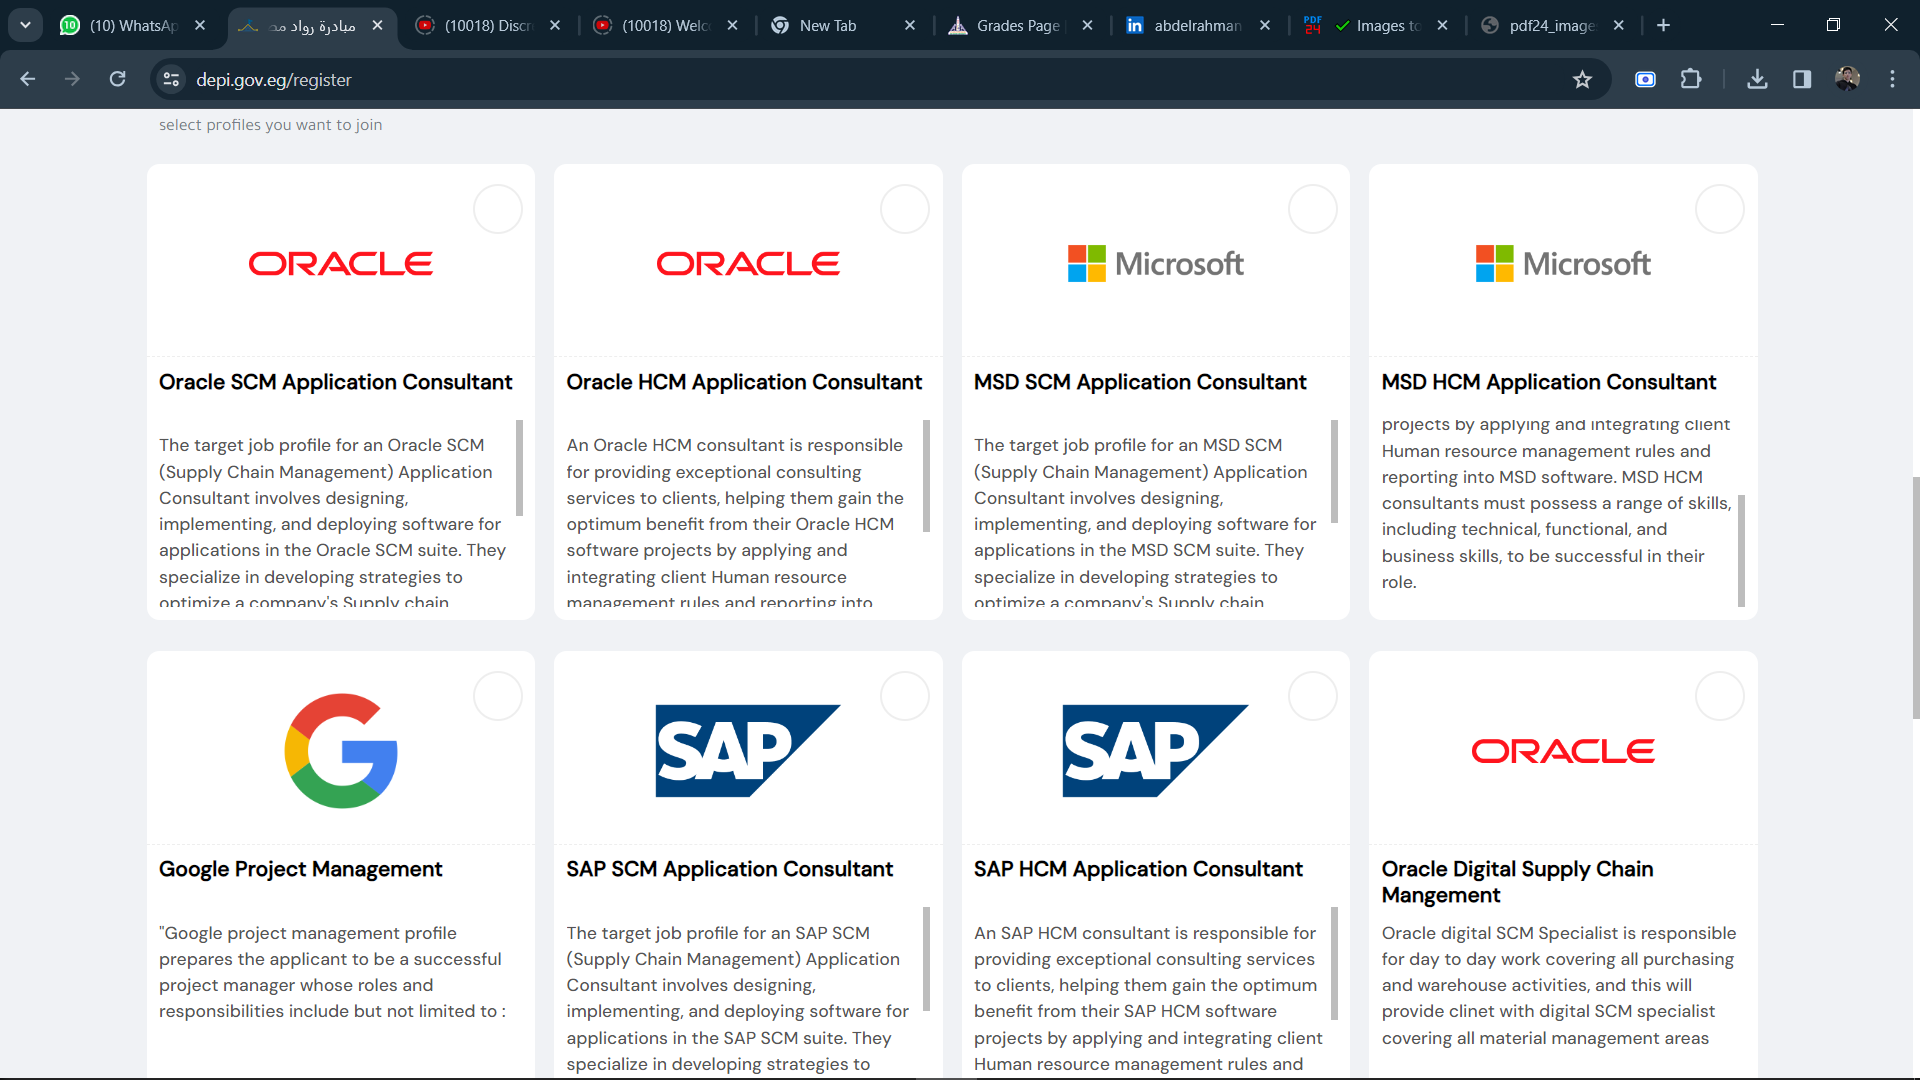 (10) WhatsAp
مبادرة رواد مص
(10018) Discr
(10018) Welc
New Tab
Grades Page
abdelrahman
PDF
24
Images to
pdf24_image
depi.gov.eg/register
select profiles you want to join
ORACLE
ORACLE
Microsoft
Microsoft
Oracle SCM Application Consultant
The target job profile for an Oracle SCM
(Supply Chain Management) Application
Consultant involves designing,
implementing, and deploying software for
applications in the Oracle SCM suite. They
specialize in developing strategies to
optimize a company's Supply chain
Oracle HCM Application Consultant
An Oracle HCM consultant is responsible
for providing exceptional consulting
services to clients, helping them gain the
optimum benefit from their Oracle HCM
software projects by applying and
integrating client Human resource
management rules and reporting into
MSD SCM Application Consultant
The target job profile for an MSD SCM
(Supply Chain Management) Application
Consultant involves designing,
implementing, and deploying software for
applications in the MSD SCM suite. They
specialize in developing strategies to
optimize a company's Supply chain
MSD HCM Application Consultant
projects by applying and integrating client
Human resource management rules and
reporting into MSD software. MSD HCM
consultants must possess a range of skills,
including technical, functional, and
business skills, to be successful in their
role.
G
SAP
SAP
ORACLE
Google Project Management
"Google project management profile
prepares the applicant to be a successful
project manager whose roles and
responsibilities include but not limited to :
SAP SCM Application Consultant
The target job profile for an SAP SCM
(Supply Chain Management) Application
Consultant involves designing,
implementing, and deploying software for
applications in the SAP SCM suite. They
specialize in developing strategies to
SAP HCM Application Consultant
An SAP HCM consultant is responsible for
providing exceptional consulting services
to clients, helping them gain the optimum
benefit from their SAP HCM software
projects by applying and integrating client
Human resource management rules and
Oracle Digital Supply Chain
Mangement
Oracle digital SCM Specialist is responsible
for day to day work covering all purchasing
and warehouse activities, and this will
provide clinet with digital SCM specialist
covering all material management areas